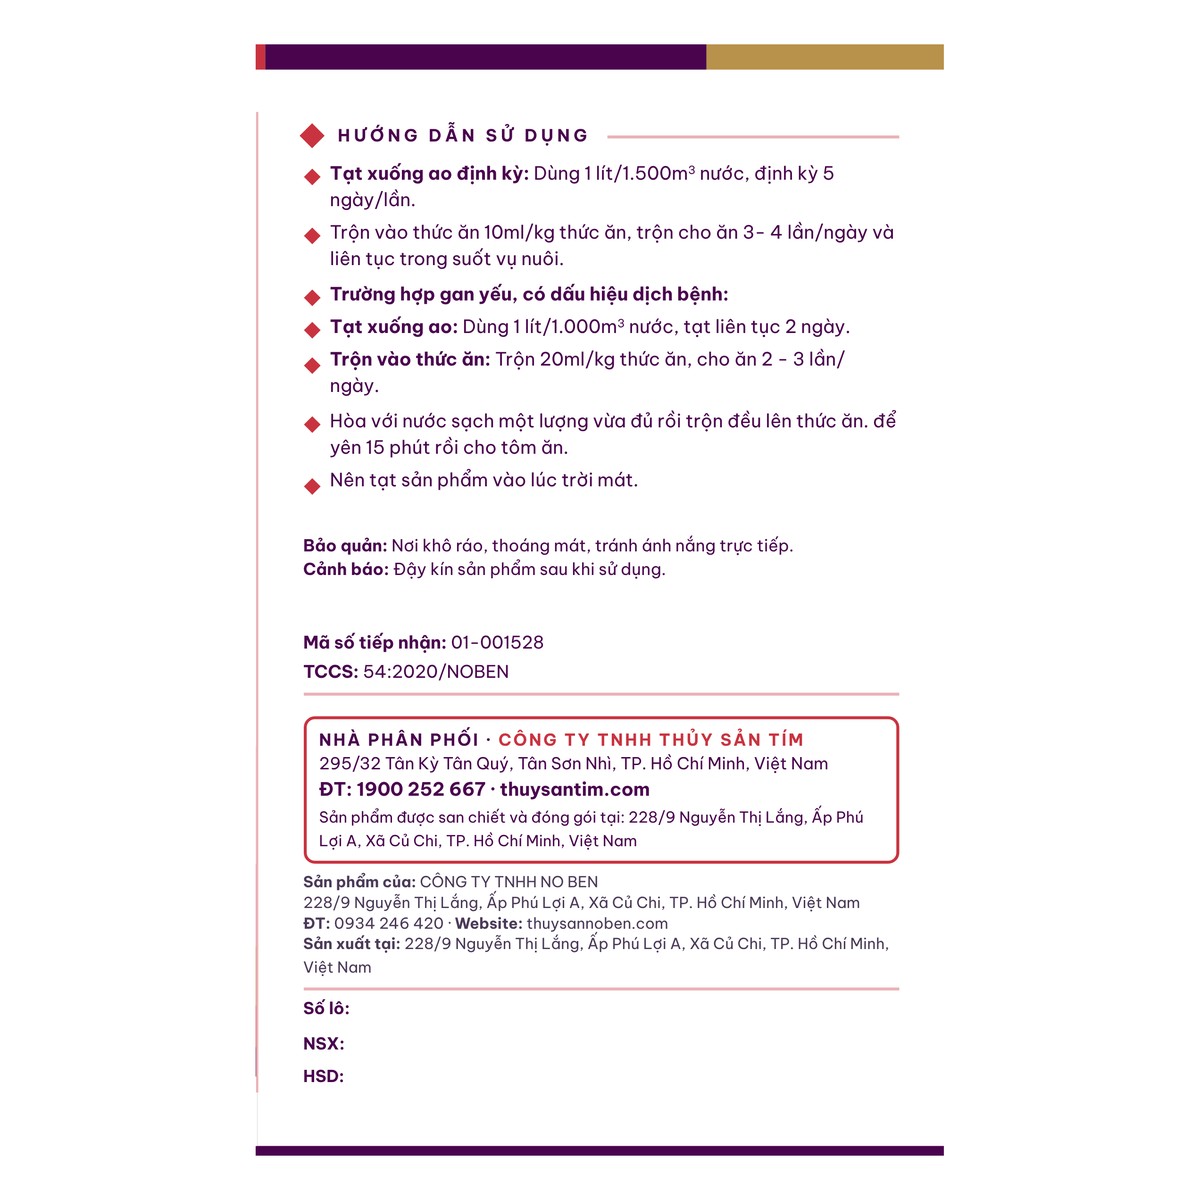 HƯỚNG DẪN SỬ DỤNG
Tạt xuống ao định kỳ: Dùng 1 lít/1.500m³ nước, định kỳ 5
ngày/lần.
Trộn vào thức ăn 10ml/kg thức ăn, trộn cho ăn 3- 4 lần/ngày và
liên tục trong suốt vụ nuôi.
Trường hợp gan yếu, có dấu hiệu dịch bệnh:
Tạt xuống ao: Dùng 1 lít/1.000m³ nước, tạt liên tục 2 ngày.
Trộn vào thức ăn: Trộn 20ml/kg thức ăn, cho ăn 2 - 3 lần/
ngày.
Hòa với nước sạch một lượng vừa đủ rồi trộn đều lên thức ăn. để
yên 15 phút rồi cho tôm ăn.
Nên tạt sản phẩm vào lúc trời mát.
Bảo quản: Nơi khô ráo, thoáng mát, tránh ánh nắng trực tiếp.
Cảnh báo: Đậy kín sản phẩm sau khi sử dụng.
Mã số tiếp nhận: 01-001528
TCCS: 54:2020/NOBEN
NHÀ PHÂN PHỐI · CÔNG TY TNHH THỦY SẢN TÍM
295/32 Tân Kỳ Tân Quý, Tân Sơn Nhì, TP. Hồ Chí Minh, Việt Nam
ĐT: 1900 252 667 · thuysantim.com
Sản phẩm được san chiết và đóng gói tại: 228/9 Nguyễn Thị Lắng, Ấp Phú
Lợi A, Xã Củ Chi, TP. Hồ Chí Minh, Việt Nam
Sản phẩm của: CÔNG TY TNHH NO BEN
228/9 Nguyễn Thị Lắng, Ấp Phú Lợi A, Xã Củ Chi, TP. Hồ Chí Minh, Việt Nam
ĐT: 0934 246 420 · Website: thuysannoben.com
Sản xuất tại: 228/9 Nguyễn Thị Lắng, Ấp Phú Lợi A, Xã Củ Chi, TP. Hồ Chí Minh,
Việt Nam
Số lô:
NSX:
HSD: